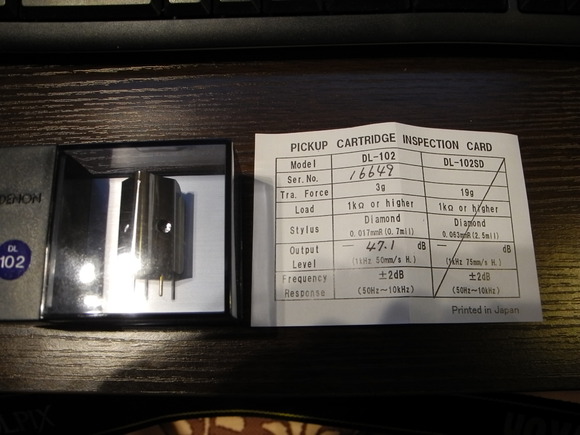 DENON
DL
102
PICKUP CARTRIDGE INSPECTION CARD
Model DL-102 DL-102SD
Ser. No. 16649
Tra. Force 3g 19g
Load 1kΩ or higher 1kΩ or higher
Stylus Diamond Diamond
0.017mmR(0.7mil) 0.063mmR(2.5mil)
Output — 47.1 dB — dB
Level (1kHz 50mm/s H.) (1kHz 75mm/s H.)
Frequency ±2dB ±2dB
Response (50Hz~10kHz) (50Hz~10kHz)
Printed in Japan